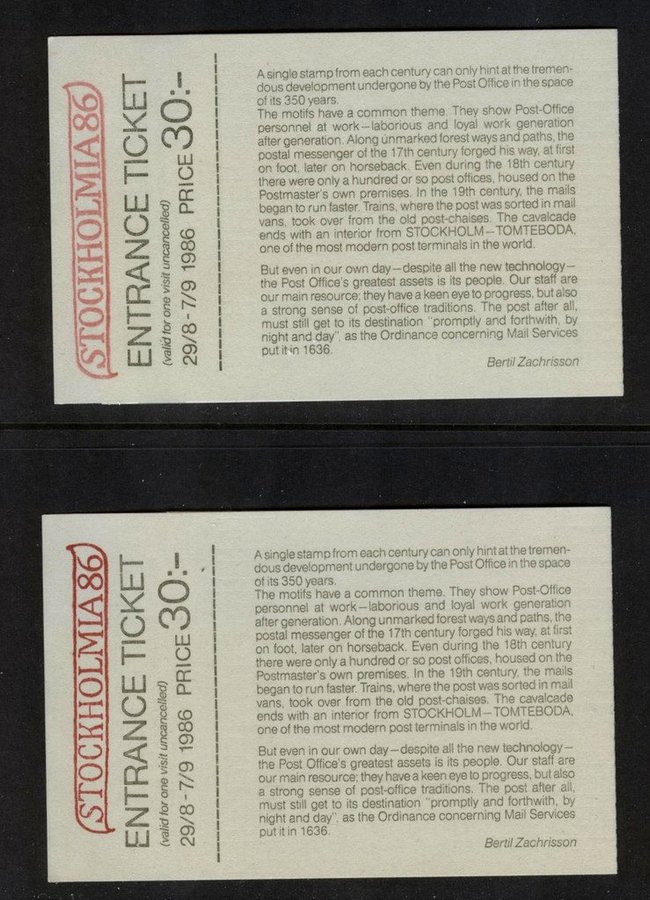 STOCKHOLMIA 86
ENTRANCE TICKET
(valid for one visit uncancelled)
29/8 - 7/9 1986 PRICE 30:-
A single stamp from each century can only hint at the tremen-
dous development undergone by the Post Office in the space
of its 350 years.
The motifs have a common theme. They show Post-Office
personnel at work—laborious and loyal work generation
after generation. Along unmarked forest ways and paths, the
postal messenger of the 17th century forged his way, at first
on foot, later on horseback. Even during the 18th century
there were only a hundred or so post offices, housed on the
Postmaster's own premises. In the 19th century, the mails
began to run faster. Trains, where the post was sorted in mail
vans, took over from the old post-chaises. The cavalcade
ends with an interior from STOCKHOLM—TOMTEBODA,
one of the most modern post terminals in the world.
But even in our own day—despite all the new technology—
the Post Office's greatest assets is its people. Our staff are
our main resource; they have a keen eye to progress, but also
a strong sense of post-office traditions. The post after all,
must still get to its destination "promptly and forthwith, by
night and day", as the Ordinance concerning Mail Services
put it in 1636.
Bertil Zachrisson
STOCKHOLMIA 86
ENTRANCE TICKET
(valid for one visit uncancelled)
29/8 - 7/9 1986 PRICE 30:-
A single stamp from each century can only hint at the tremen-
dous development undergone by the Post Office in the space
of its 350 years.
The motifs have a common theme. They show Post-Office
personnel at work—laborious and loyal work generation
after generation. Along unmarked forest ways and paths, the
postal messenger of the 17th century forged his way, at first
on foot, later on horseback. Even during the 18th century
there were only a hundred or so post offices, housed on the
Postmaster's own premises. In the 19th century, the mails
began to run faster. Trains, where the post was sorted in mail
vans, took over from the old post-chaises. The cavalcade
ends with an interior from STOCKHOLM—TOMTEBODA,
one of the most modern post terminals in the world.
But even in our own day—despite all the new technology—
the Post Office's greatest assets is its people. Our staff are
our main resource; they have a keen eye to progress, but also
a strong sense of post-office traditions. The post after all,
must still get to its destination "promptly and forthwith, by
night and day", as the Ordinance concerning Mail Services
put it in 1636.
Bertil Zachrisson